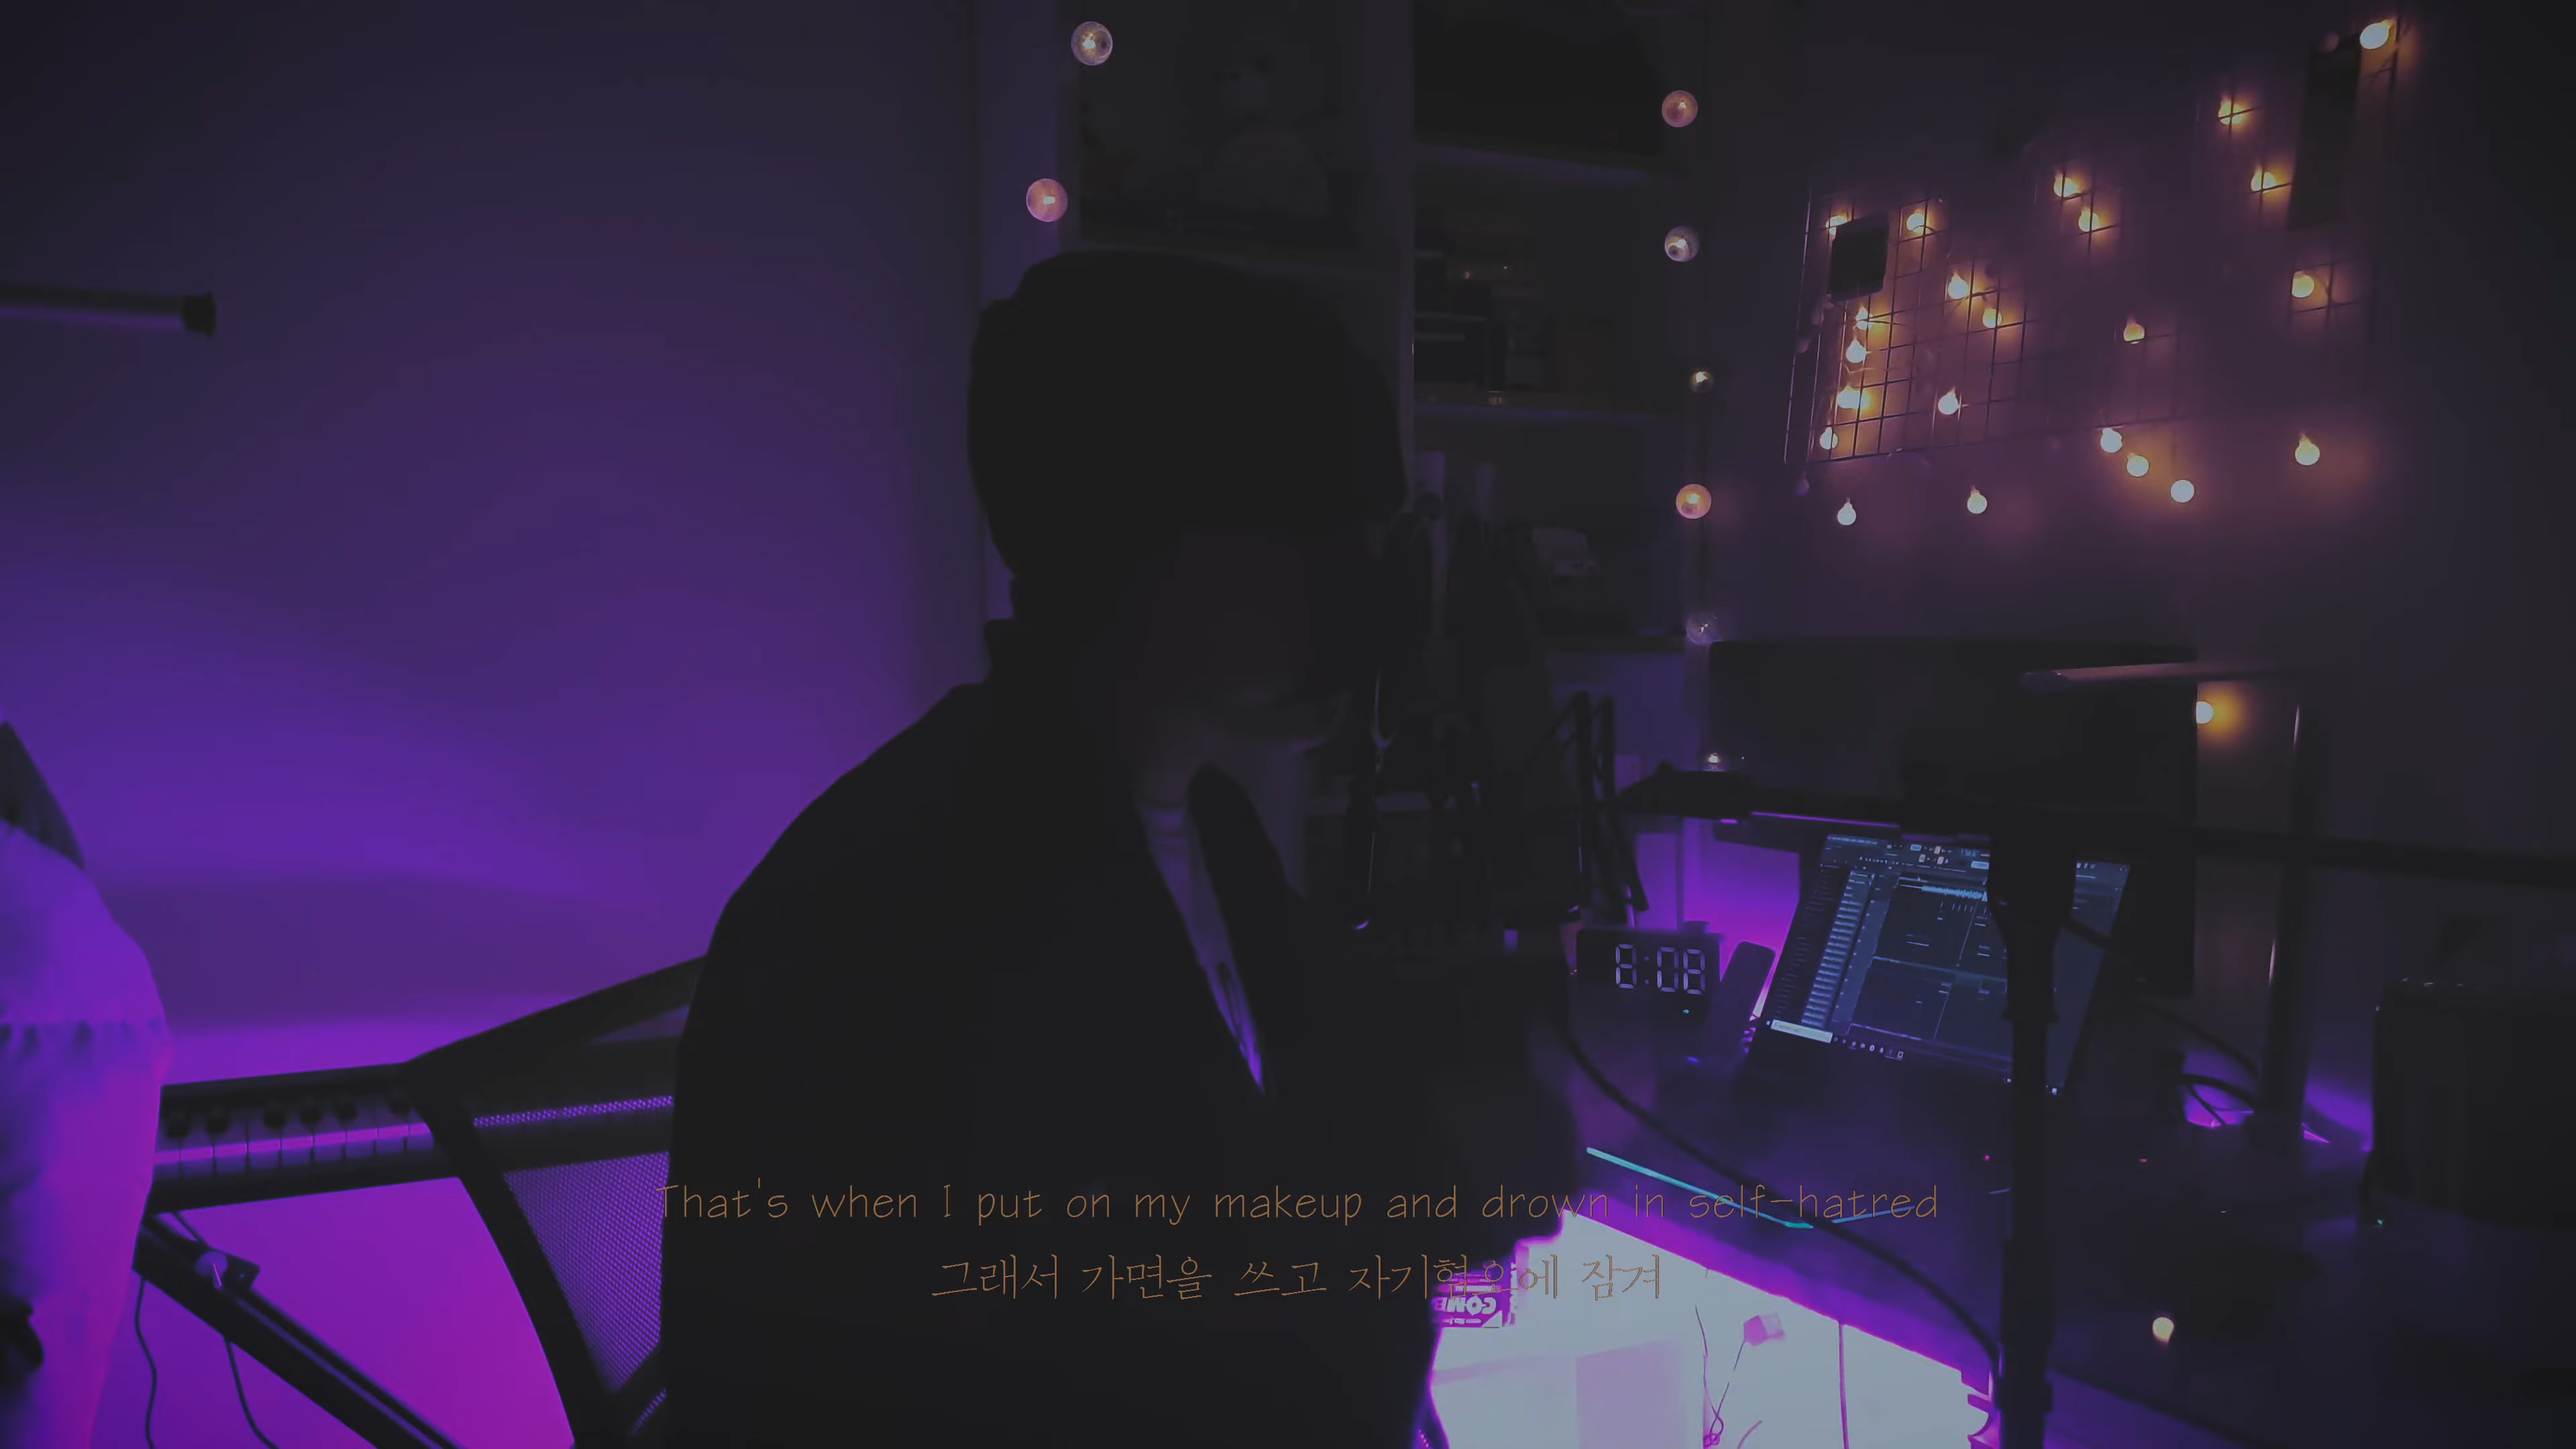 8:08
That's when I put on my makeup and drown in self-hatred
그래서 가면을 쓰고 자기혐오에 잠겨